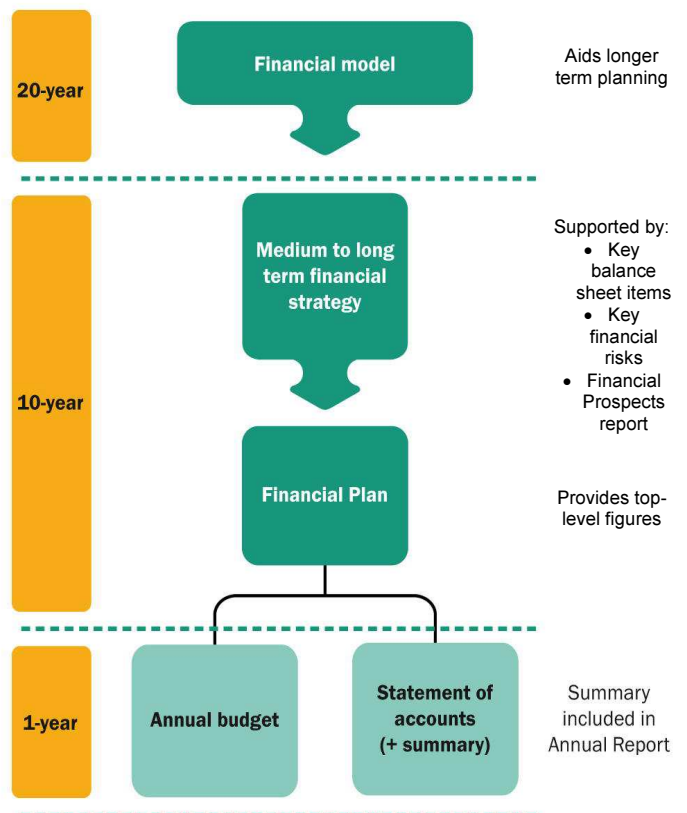 20-year
Financial model
Aids longer
term planning
10-year
Medium to long
term financial
strategy
Supported by:
• Key
balance
sheet items
• Key
financial
risks
• Financial
Prospects
report
Financial Plan
Provides top-
level figures
1-year
Annual budget
Statement of
accounts
(+ summary)
Summary
included in
Annual Report